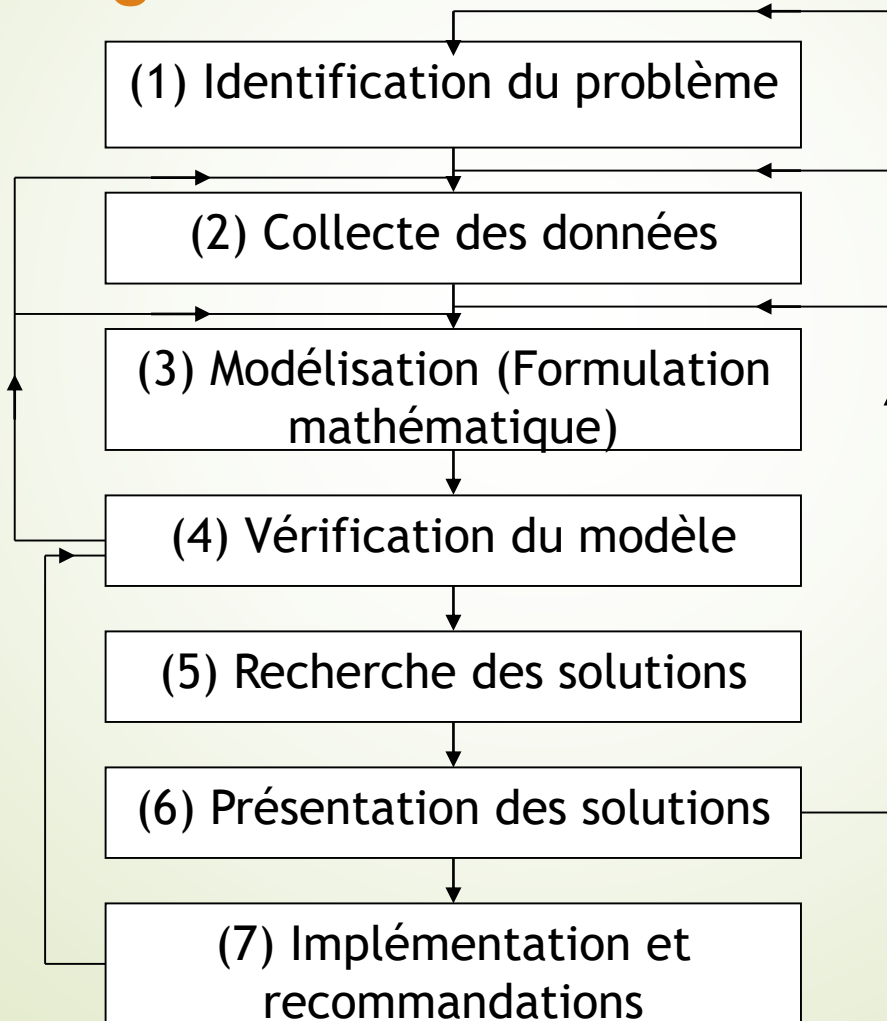 (1) Identification du problème
(2) Collecte des données
(3) Modélisation (Formulation
mathématique)
(4) Vérification du modèle
(5) Recherche des solutions
(6) Présentation des solutions
(7) Implémentation et
recommandations